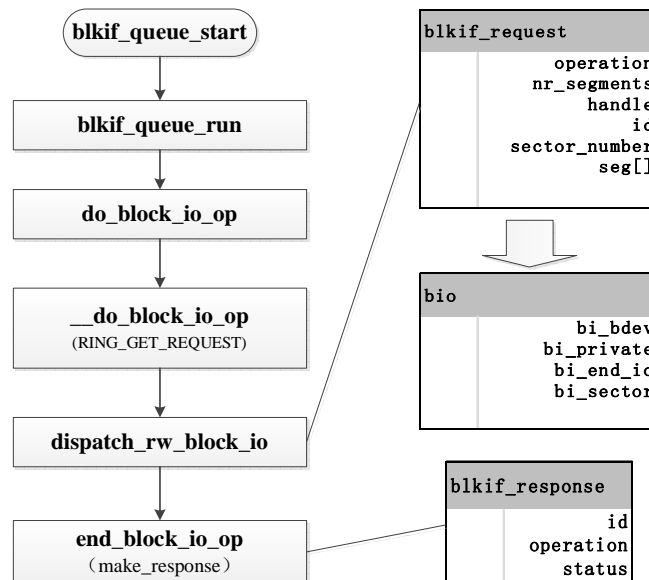 blkif_queue_start
blkif_queue_run
do_block_io_op
__do_block_io_op
(RING_GET_REQUEST)
dispatch_rw_block_io
end_block_io_op
（make_response）
blkif_request
operation
nr_segments
handle
id
sector_number
seg[]
bio
bi_bdev
bi_private
bi_end_io
bi_sector
blkif_response
id
operation
status